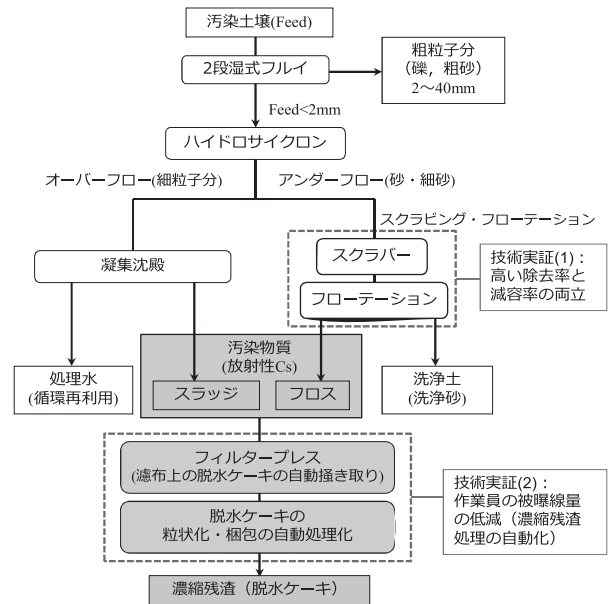 汚染土壌(Feed)
2段湿式フルイ
粗粒子分
(礫，粗砂)
2～40mm
Feed<2mm
ハイドロサイクロン
オーバーフロー(細粒子分)
アンダーフロー(砂・細砂)
スクラビング・フローテーション
凝集沈殿
スクラバー
フローテーション
技術実証(1)：
高い除去率と
減容率の両立
処理水
(循環再利用)
汚染物質
(放射性Cs)
スラッジ
フロス
洗浄土
(洗浄砂)
フィルタープレス
(濾布上の脱水ケーキの自動掻き取り)
脱水ケーキの
粒状化・梱包の自動処理化
技術実証(2)：
作業員の被曝線量
の低減（濃縮残渣
処理の自動化）
濃縮残渣（脱水ケーキ）